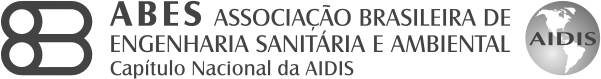 ABES ASSOCIAÇÃO BRASILEIRA DE
ENGENHARIA SANITÁRIA E AMBIENTAL
Capítulo Nacional da AIDIS
AIDIS